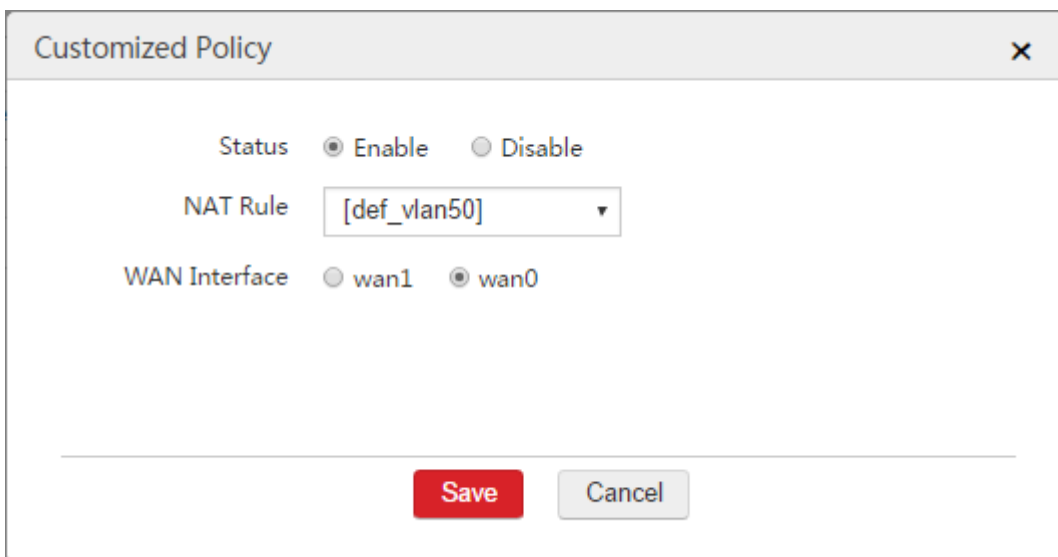 Customized Policy
Status Enable Disable
NAT Rule [def_vlan50]
WAN Interface wan1 wan0
Save Cancel